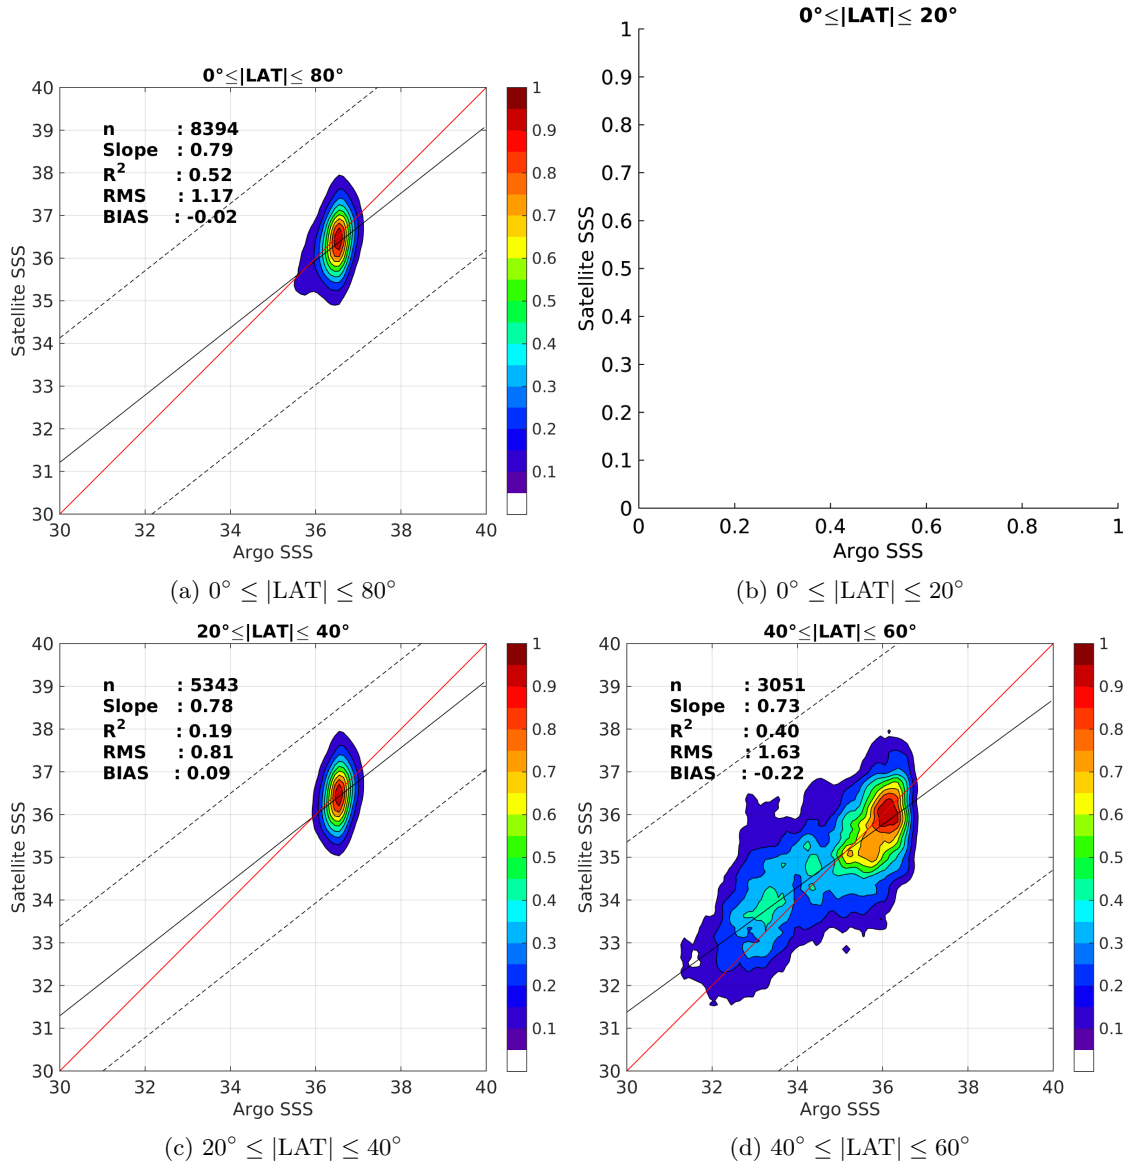 0°≤|LAT|≤ 80°
40
39
38
37
36
35
34
33
32
31
30
Satellite SSS
n : 8394
Slope : 0.79
R2 : 0.52
RMS : 1.17
BIAS : -0.02
30 32 34 36 38 40
Argo SSS
1
0.9
0.8
0.7
0.6
0.5
0.4
0.3
0.2
0.1
(a) 0° ≤ |LAT| ≤ 80°
0°≤|LAT|≤ 20°
1
0.9
0.8
0.7
0.6
0.5
0.4
0.3
0.2
0.1
0
Satellite SSS
0 0.2 0.4 0.6 0.8 1
Argo SSS
(b) 0° ≤ |LAT| ≤ 20°
20°≤|LAT|≤ 40°
40
39
38
37
36
35
34
33
32
31
30
Satellite SSS
n : 5343
Slope : 0.78
R2 : 0.19
RMS : 0.81
BIAS : 0.09
30 32 34 36 38 40
Argo SSS
1
0.9
0.8
0.7
0.6
0.5
0.4
0.3
0.2
0.1
(c) 20° ≤ |LAT| ≤ 40°
40°≤|LAT|≤ 60°
40
39
38
37
36
35
34
33
32
31
30
Satellite SSS
n : 3051
Slope : 0.73
R2 : 0.40
RMS : 1.63
BIAS : -0.22
30 32 34 36 38 40
Argo SSS
1
0.9
0.8
0.7
0.6
0.5
0.4
0.3
0.2
0.1
(d) 40° ≤ |LAT| ≤ 60°